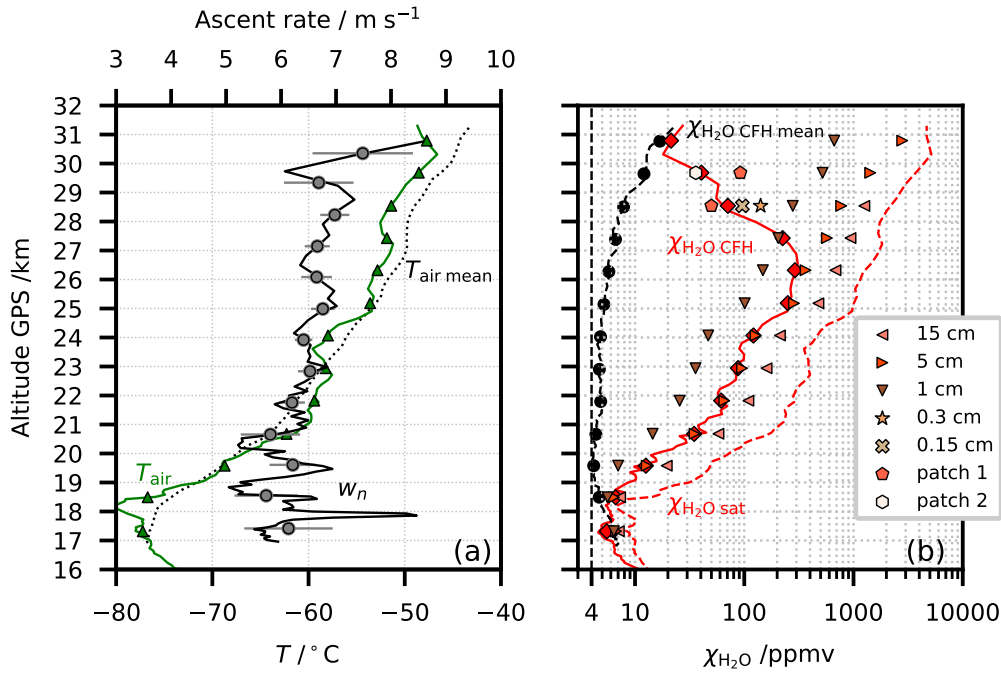 Ascent rate / m s⁻¹
3 4 5 6 7 8 9 10
Altitude GPS /km
32
31
30
29
28
27
26
25
24
23
22
21
20
19
18
17
16
T_air mean
T_air
w_n
(a)
−80 −70 −60 −50 −40
T / °C
χ_H₂O CFH mean
χ_H₂O CFH
χ_H₂O sat
(b)
15 cm
5 cm
1 cm
0.3 cm
0.15 cm
patch 1
patch 2
4 10 100 1000 10000
χ_H₂O /ppmv